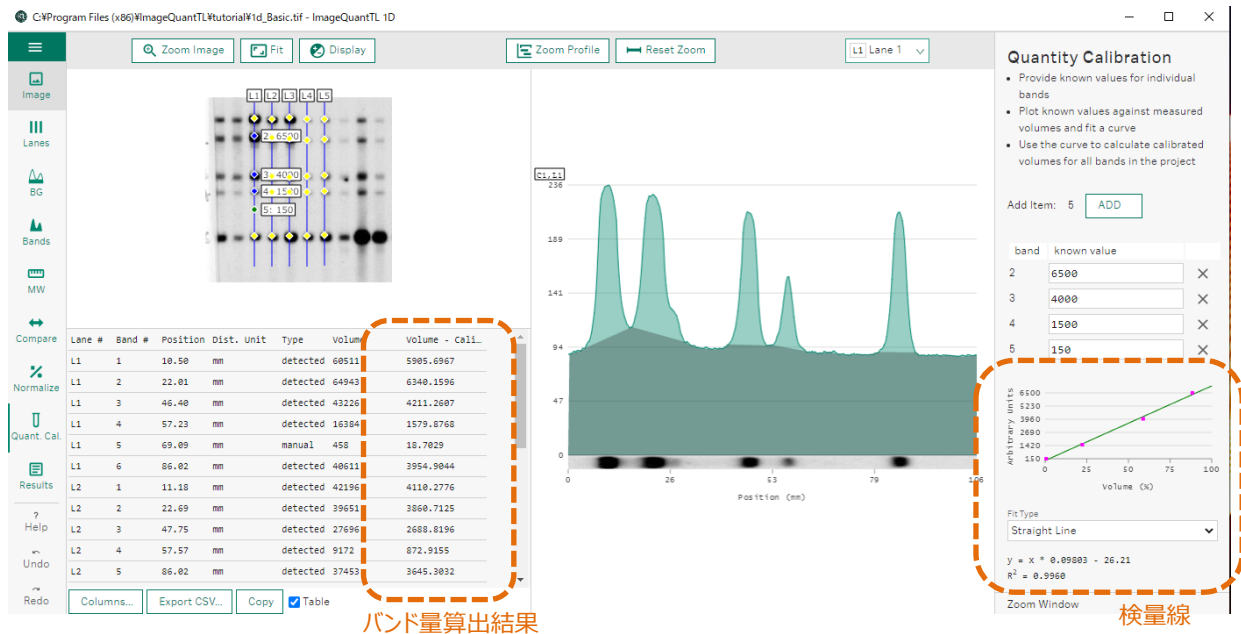 C:¥Program Files (x86)¥ImageQuantTL¥tutorial¥1d_Basic.tif - ImageQuantTL 1D
Zoom Image
Fit
Display
Zoom Profile
Reset Zoom
L1 Lane 1
Image
Lanes
BG
Bands
MW
Compare
Normalize
Quant. Cal.
Results
?
Help
Undo
Redo
L1 L2 L3 L4 L5
2: 6500
3: 4000
4: 1500
5: 150
C1,L1
236
189
141
94
47
0
0 26 53 79 106
Position (mm)
Lane # Band # Position Dist. Unit Type Volume Volume - Cali…
L1 1 10.50 mm detected 60511 5905.6967
L1 2 22.01 mm detected 64943 6340.1596
L1 3 46.40 mm detected 43226 4211.2607
L1 4 57.23 mm detected 16384 1579.8768
L1 5 69.09 mm manual 458 18.7029
L1 6 86.02 mm detected 40611 3954.9044
L2 1 11.18 mm detected 42196 4110.2776
L2 2 22.69 mm detected 39651 3860.7125
L2 3 47.75 mm detected 27696 2688.8196
L2 4 57.57 mm detected 9172 872.9155
L2 5 86.02 mm detected 37453 3645.3032
Columns...
Export CSV...
Copy
Table
バンド量算出結果
Quantity Calibration
• Provide known values for individual
bands
• Plot known values against measured
volumes and fit a curve
• Use the curve to calculate calibrated
volumes for all bands in the project
Add Item: 5 ADD
band known value
2 6500
3 4000
4 1500
5 150
Arbitrary Units
6500
5230
3960
2690
1420
150
0 25 50 75 100
Volume (%)
Fit Type
Straight Line
y = x * 0.09803 - 26.21
R² = 0.9960
Zoom Window
検量線